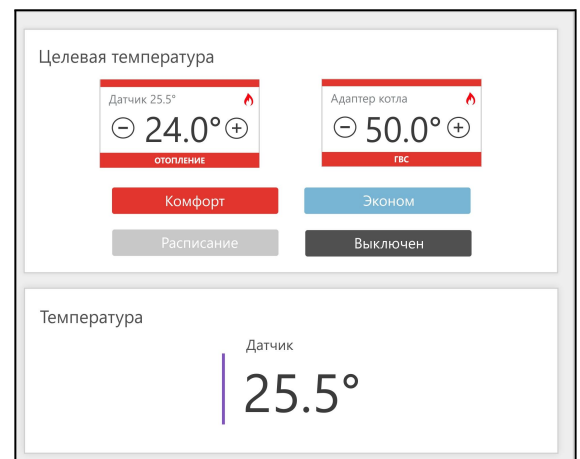 Целевая температура
Датчик 25.5°
24.0°
ОТОПЛЕНИЕ
Адаптер котла
50.0°
ГВС
Комфорт
Эконом
Расписание
Выключен
Температура
Датчик
25.5°